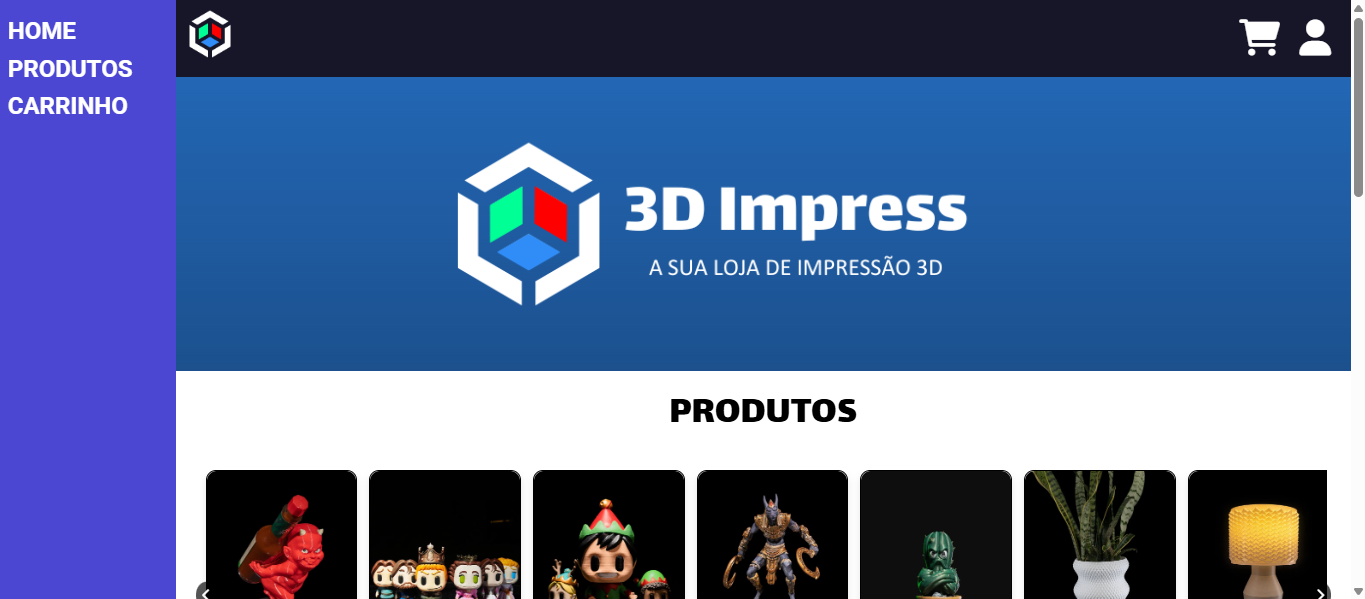 HOME
PRODUTOS
CARRINHO
3D Impress
A SUA LOJA DE IMPRESSÃO 3D
PRODUTOS